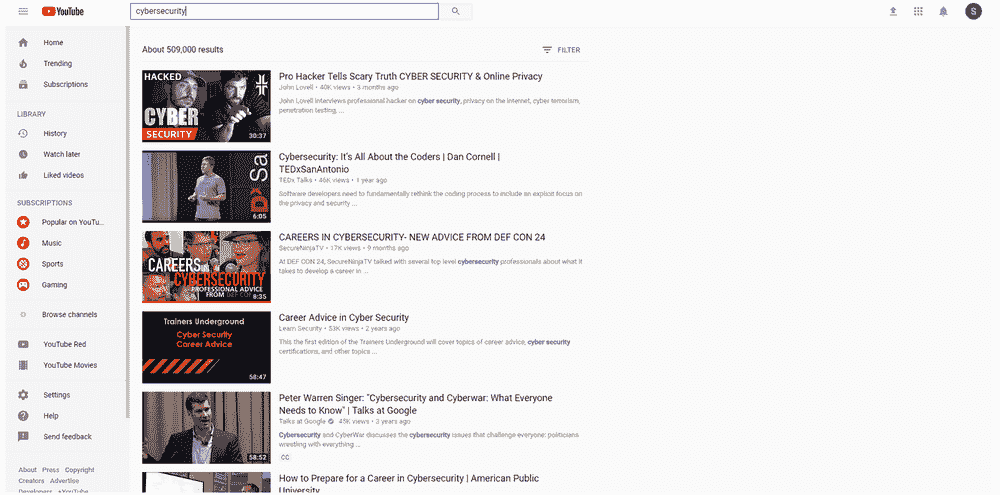 YouTube
cybersecurity
S
Home
Trending
Subscriptions
LIBRARY
History
Watch later
Liked videos
SUBSCRIPTIONS
Popular on YouTu...
Music
Sports
Gaming
Browse channels
YouTube Red
YouTube Movies
Settings
Help
Send feedback
About Press Copyright
Creators Advertise
Developers +YouTube
About 509,000 results
FILTER
HACKED
CYBER
SECURITY
30:37
Pro Hacker Tells Scary Truth CYBER SECURITY & Online Privacy
John Lovell • 40K views • 3 months ago
John Lovell interviews professional hacker on cyber security, privacy on the internet, cyber terrorism,
penetration testing, ...
6:05
Cybersecurity: It's All About the Coders | Dan Cornell |
TEDxSanAntonio
TEDx Talks • 46K views • 1 year ago
Software developers need to fundamentally rethink the coding process to include an explicit focus on
the privacy and security ...
CAREERS IN
CYBERSECURITY
PROFESSIONAL ADVICE
FROM DEF CO
8:35
CAREERS IN CYBERSECURITY- NEW ADVICE FROM DEF CON 24
SecureNinjaTV • 17K views • 9 months ago
At DEF CON 24, SecureNinjaTV talked with several top level cybersecurity professionals about what it
takes to develop a career in ...
Trainers Underground
Cyber Security
Career Advice
58:47
Career Advice in Cyber Security
Learn Security • 53K views • 2 years ago
This the first edition of the Trainers Underground will cover topics of career advice, cyber security
certifications, and other topics ...
58:52
Peter Warren Singer: "Cybersecurity and Cyberwar: What Everyone
Needs to Know" | Talks at Google
Talks at Google • views • 3 years ago
Cybersecurity and CyberWar discusses the cybersecurity issues that challenge everyone: politicians
wrestling with everything ...
CC
How to Prepare for a Career in Cybersecurity | American Public
University